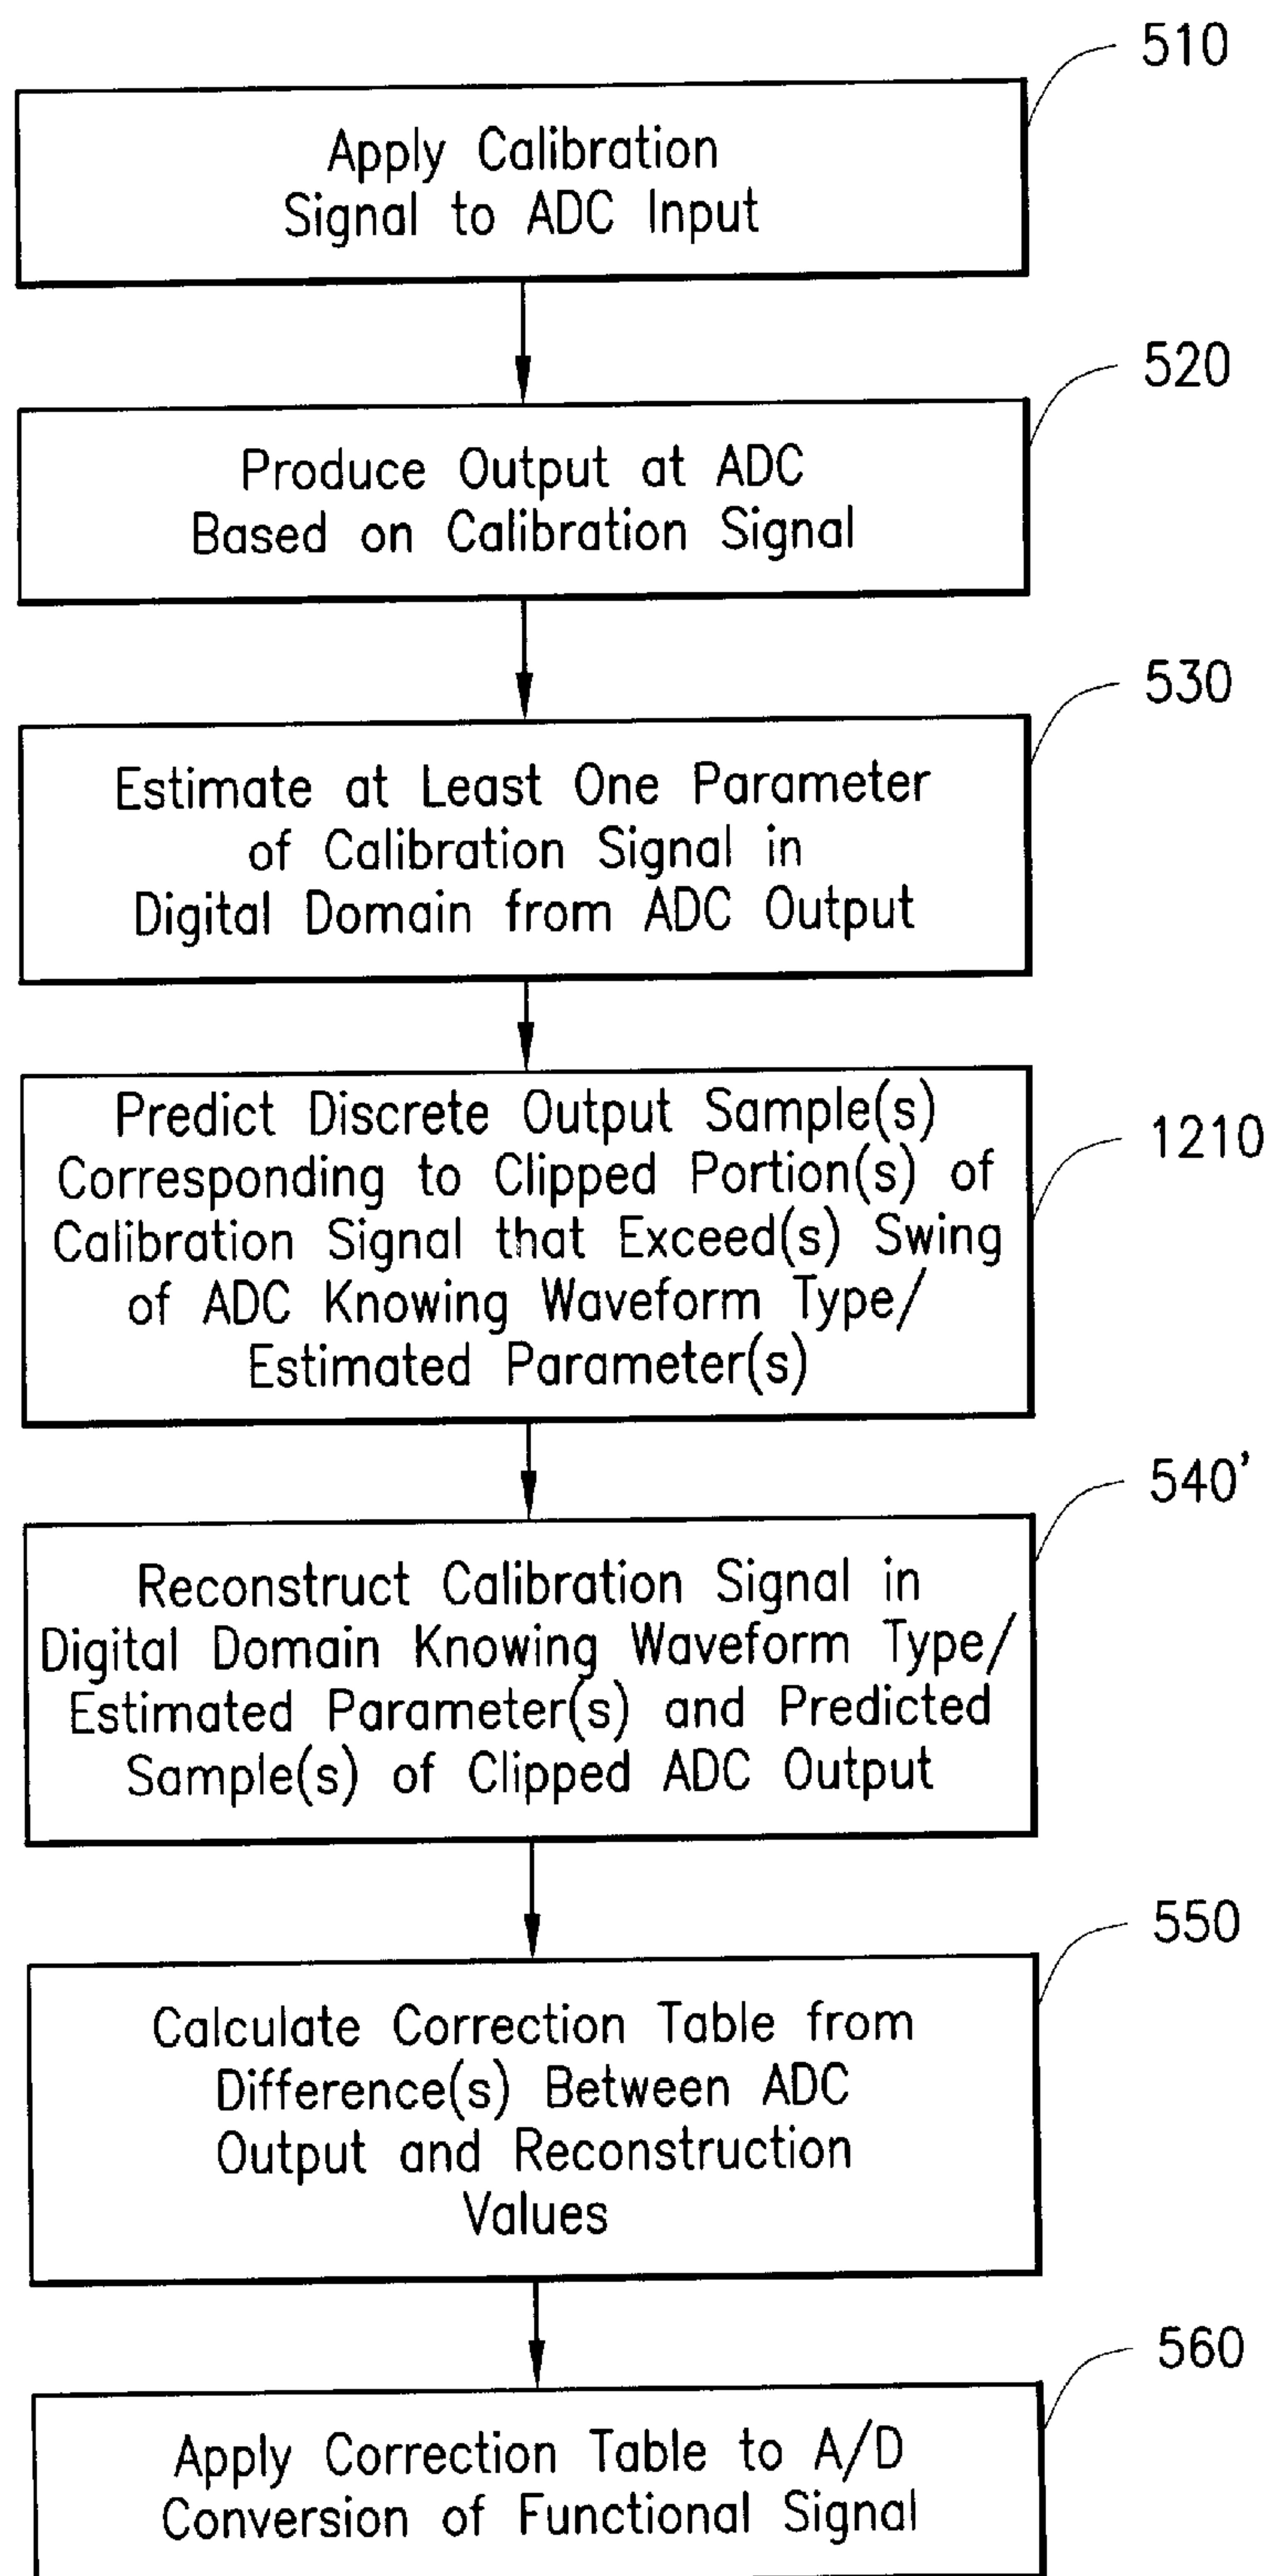 510
Apply Calibration
Signal to ADC Input
520
Produce Output at ADC
Based on Calibration Signal
530
Estimate at Least One Parameter
of Calibration Signal in
Digital Domain from ADC Output
1210
Predict Discrete Output Sample(s)
Corresponding to Clipped Portion(s) of
Calibration Signal that Exceed(s) Swing
of ADC Knowing Waveform Type/
Estimated Parameter(s)
540'
Reconstruct Calibration Signal in
Digital Domain Knowing Waveform Type/
Estimated Parameter(s) and Predicted
Sample(s) of Clipped ADC Output
550
Calculate Correction Table from
Difference(s) Between ADC
Output and Reconstruction
Values
560
Apply Correction Table to A/D
Conversion of Functional Signal